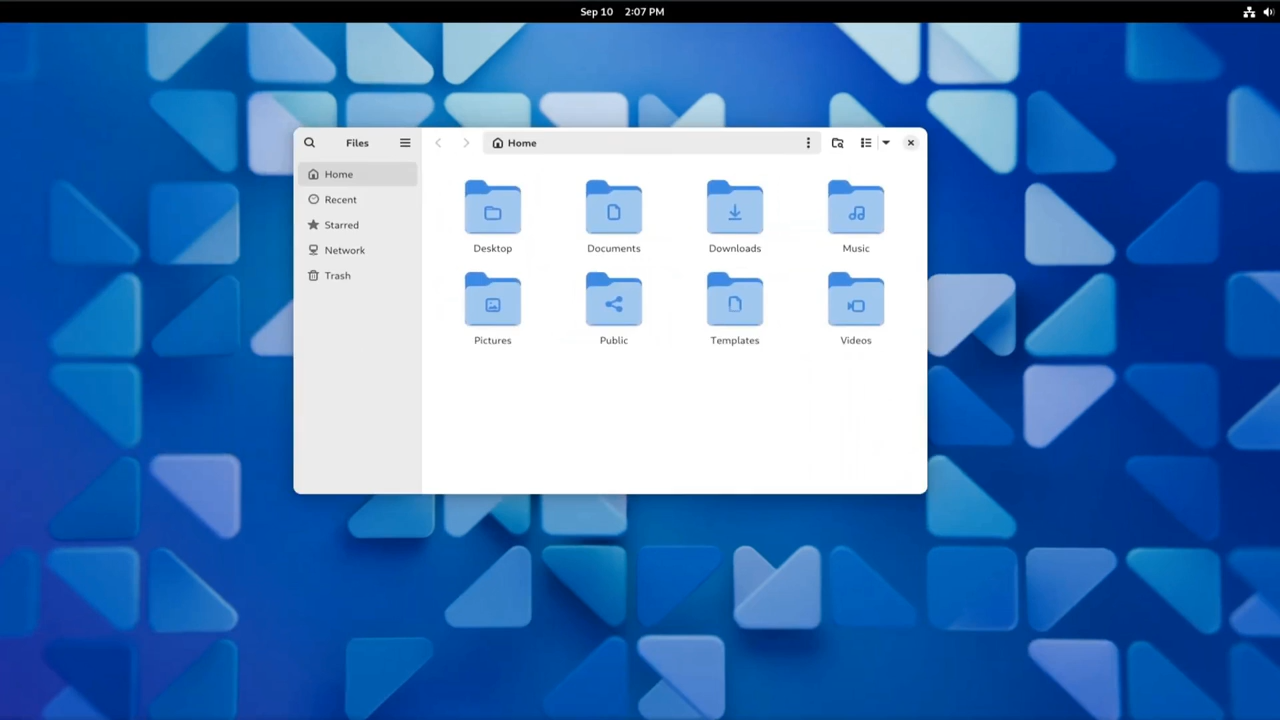 Sep 10 2:07 PM
Files
Home
Home
Recent
Starred
Network
Trash
Desktop
Documents
Downloads
Music
Pictures
Public
Templates
Videos